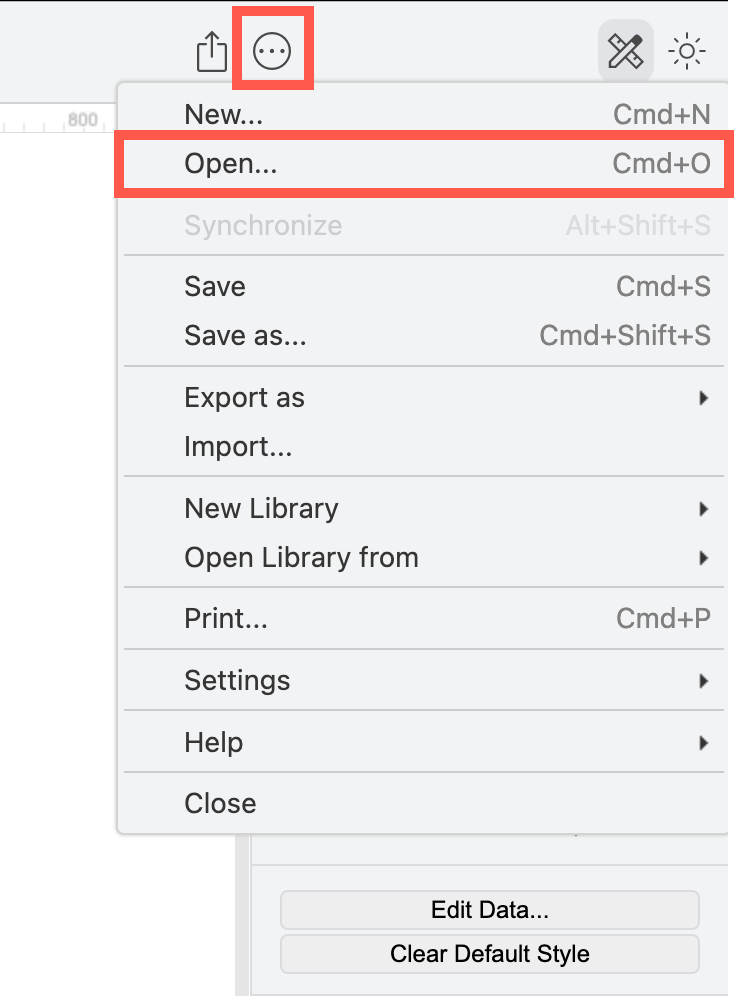 800
New... Cmd+N
Open... Cmd+O
Synchronize Alt+Shift+S
Save Cmd+S
Save as... Cmd+Shift+S
Export as
Import...
New Library
Open Library from
Print... Cmd+P
Settings
Help
Close
Edit Data...
Clear Default Style